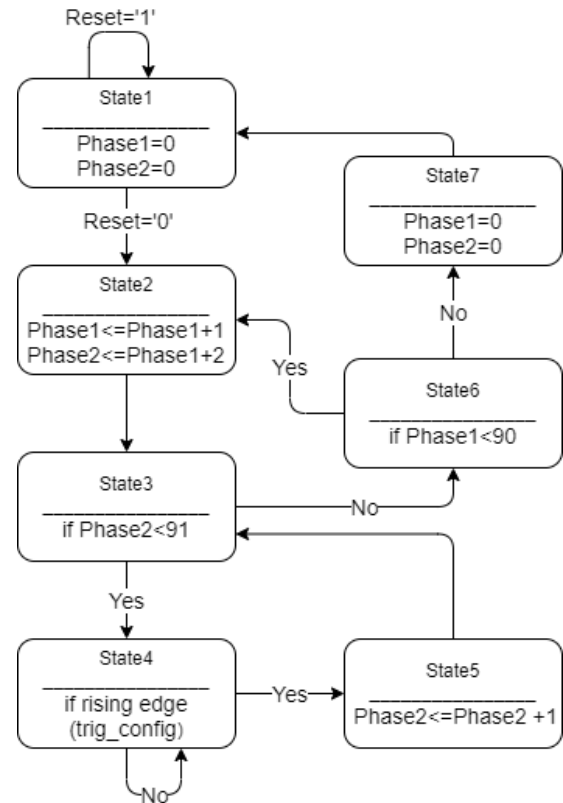 Reset='1'
State1
Phase1=0
Phase2=0
Reset='0'
State2
Phase1<=Phase1+1
Phase2<=Phase1+2
State3
if Phase2<91
Yes
State4
if rising edge
(trig_config)
No
Yes
State5
Phase2<=Phase2 +1
No
State6
if Phase1<90
Yes
No
State7
Phase1=0
Phase2=0